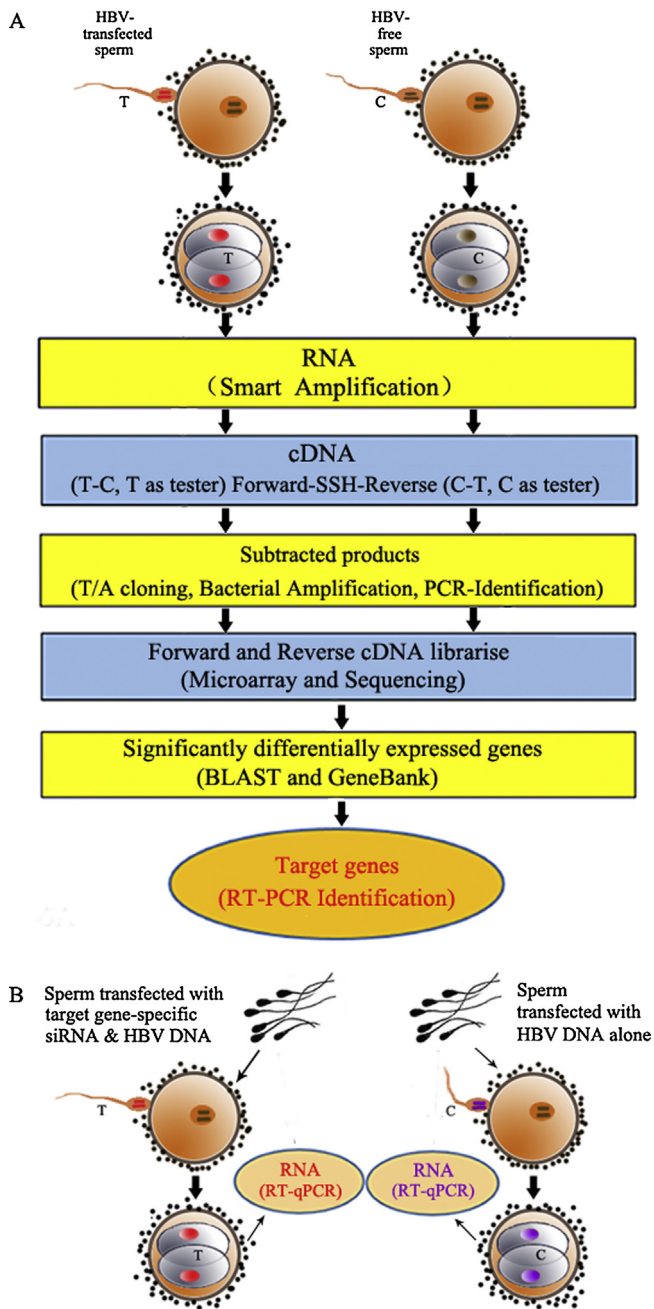 A
HBV-
transfected
sperm
HBV-
free
sperm
T
C
T
C
RNA
（Smart Amplification）
cDNA
(T-C, T as tester) Forward-SSH-Reverse (C-T, C as tester)
Subtracted products
(T/A cloning, Bacterial Amplification, PCR-Identification)
Forward and Reverse cDNA librarise
(Microarray and Sequencing)
Significantly differentially expressed genes
(BLAST and GeneBank)
Target genes
(RT-PCR Identification)
B
Sperm transfected with
target gene-specific
siRNA & HBV DNA
Sperm
transfected with
HBV DNA alone
T
C
RNA
(RT-qPCR)
RNA
(RT-qPCR)
T
C